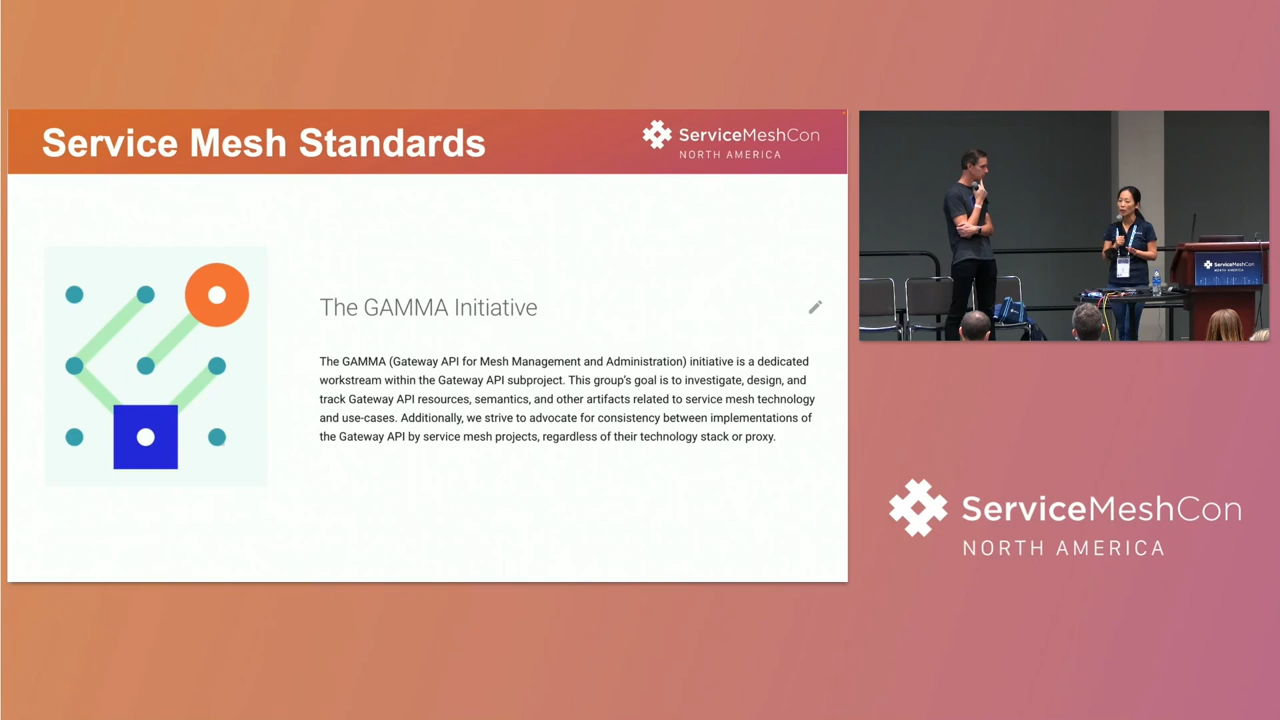 Service Mesh Standards
ServiceMeshCon
NORTH AMERICA
The GAMMA Initiative
The GAMMA (Gateway API for Mesh Management and Administration) initiative is a dedicated
workstream within the Gateway API subproject. This group's goal is to investigate, design, and
track Gateway API resources, semantics, and other artifacts related to service mesh technology
and use-cases. Additionally, we strive to advocate for consistency between implementations of
the Gateway API by service mesh projects, regardless of their technology stack or proxy.
ServiceMeshCon
NORTH AMERICA
ServiceMeshCon
NORTH AMERICA